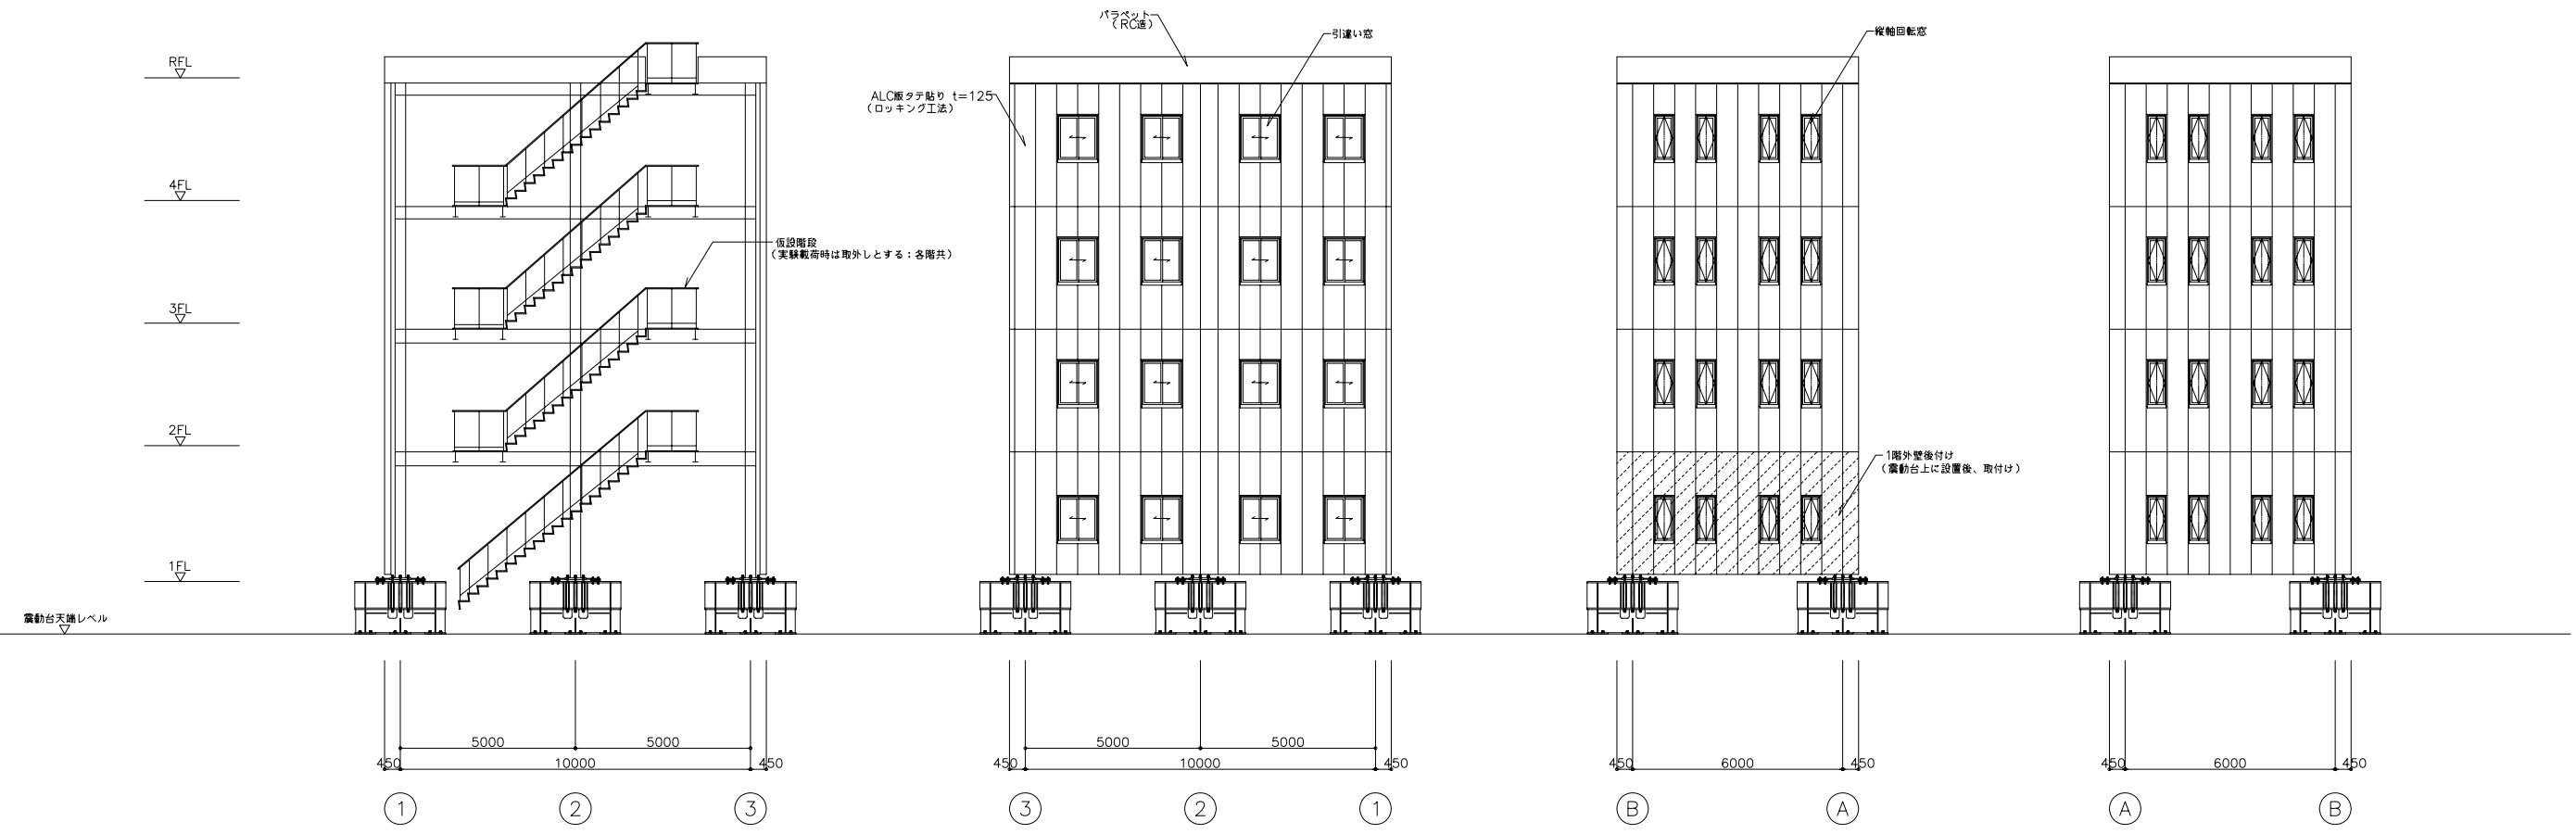 パラペット
（RC造）
引違い窓
縦軸回転窓
RFL
ALC版タテ貼り t=125
（ロッキング工法）
4FL
仮設階段
（実験載荷時は取外しとする：各階共）
3FL
2FL
1階外壁後付け
（震動台上に設置後、取付け）
1FL
震動台天端レベル
5000 5000 5000 5000
450 10000 450 450 10000 450 450 6000 450 450 6000 450
1 2 3 3 2 1 B A A B